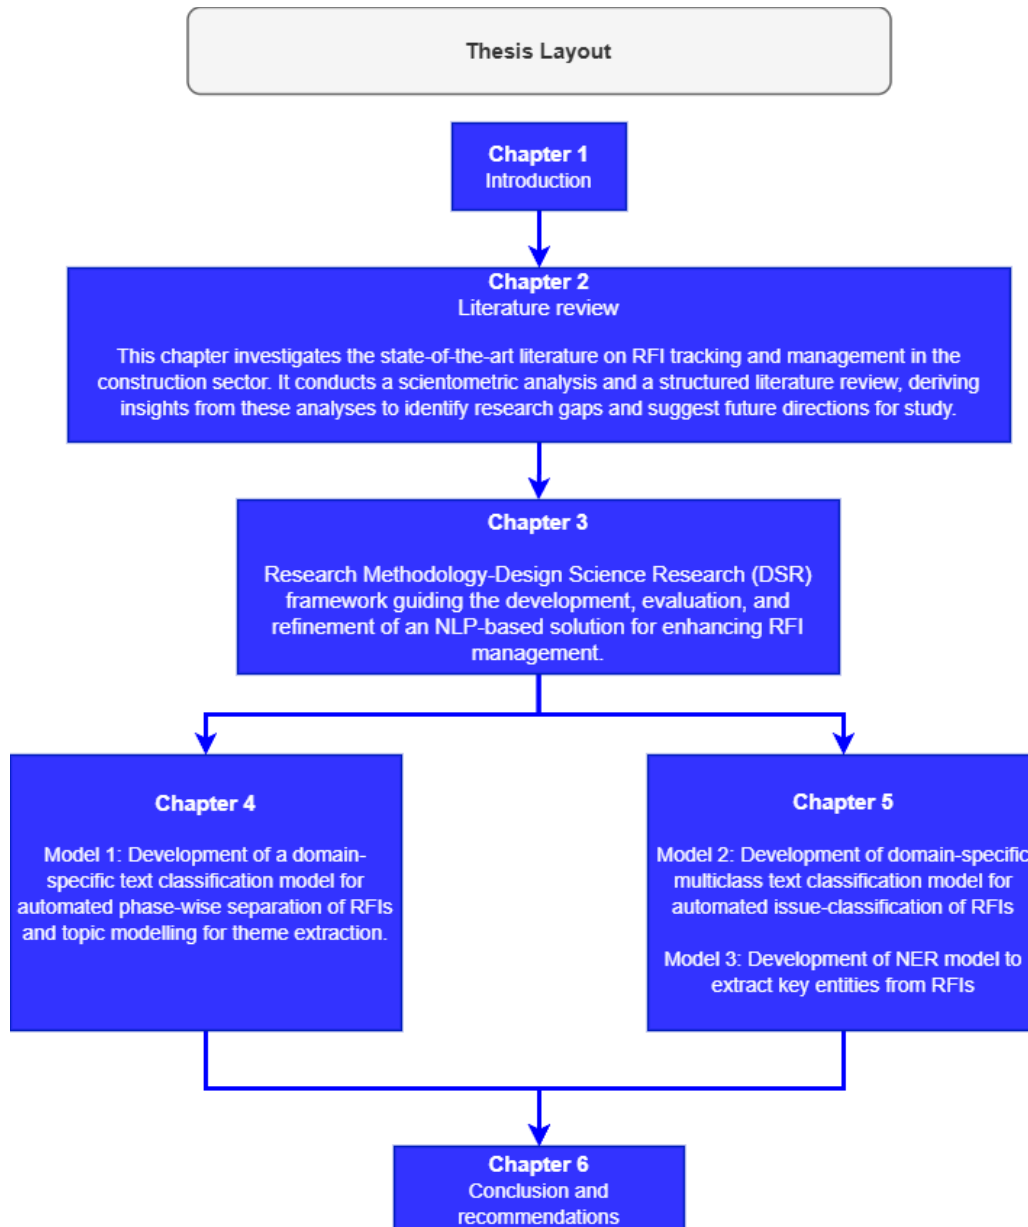 Thesis Layout
Chapter 1
Introduction
Chapter 2
Literature review
This chapter investigates the state-of-the-art literature on RFI tracking and management in the
construction sector. It conducts a scientometric analysis and a structured literature review, deriving
insights from these analyses to identify research gaps and suggest future directions for study.
Chapter 3
Research Methodology-Design Science Research (DSR)
framework guiding the development, evaluation, and
refinement of an NLP-based solution for enhancing RFI
management.
Chapter 4
Model 1: Development of a domain-
specific text classification model for
automated phase-wise separation of RFIs
and topic modelling for theme extraction.
Chapter 5
Model 2: Development of domain-specific
multiclass text classification model for
automated issue-classification of RFIs
Model 3: Development of NER model to
extract key entities from RFIs
Chapter 6
Conclusion and
recommendations